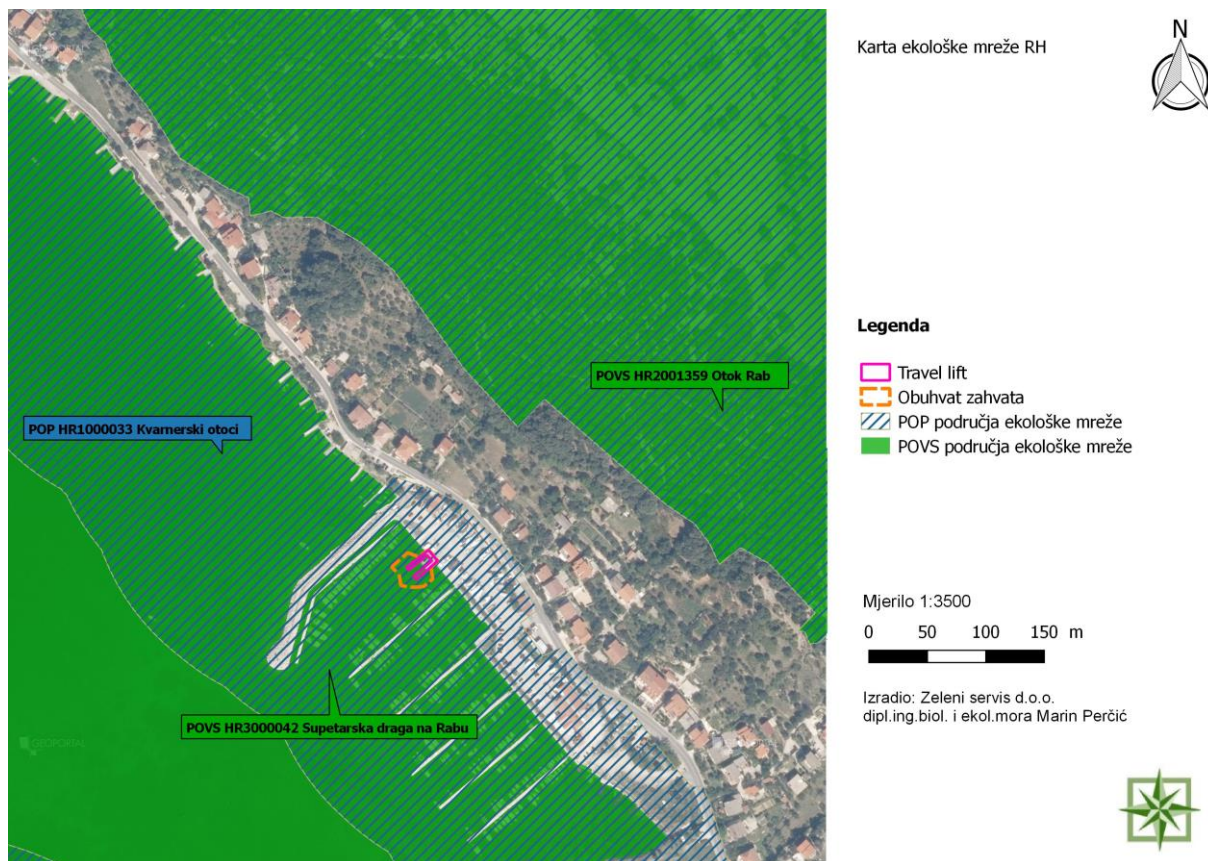 Karta ekološke mreže RH
N
POVS HR2001359 Otok Rab
POP HR1000033 Kvarnerski otoci
POVS HR3000042 Supetarska draga na Rabu
GEOPORTAL
Legenda
Travel lift
Obuhvat zahvata
POP područja ekološke mreže
POVS područja ekološke mreže
Mjerilo 1:3500
0 50 100 150 m
Izradio: Zeleni servis d.o.o.
dipl.ing.biol. i ekol.mora Marin Perčić